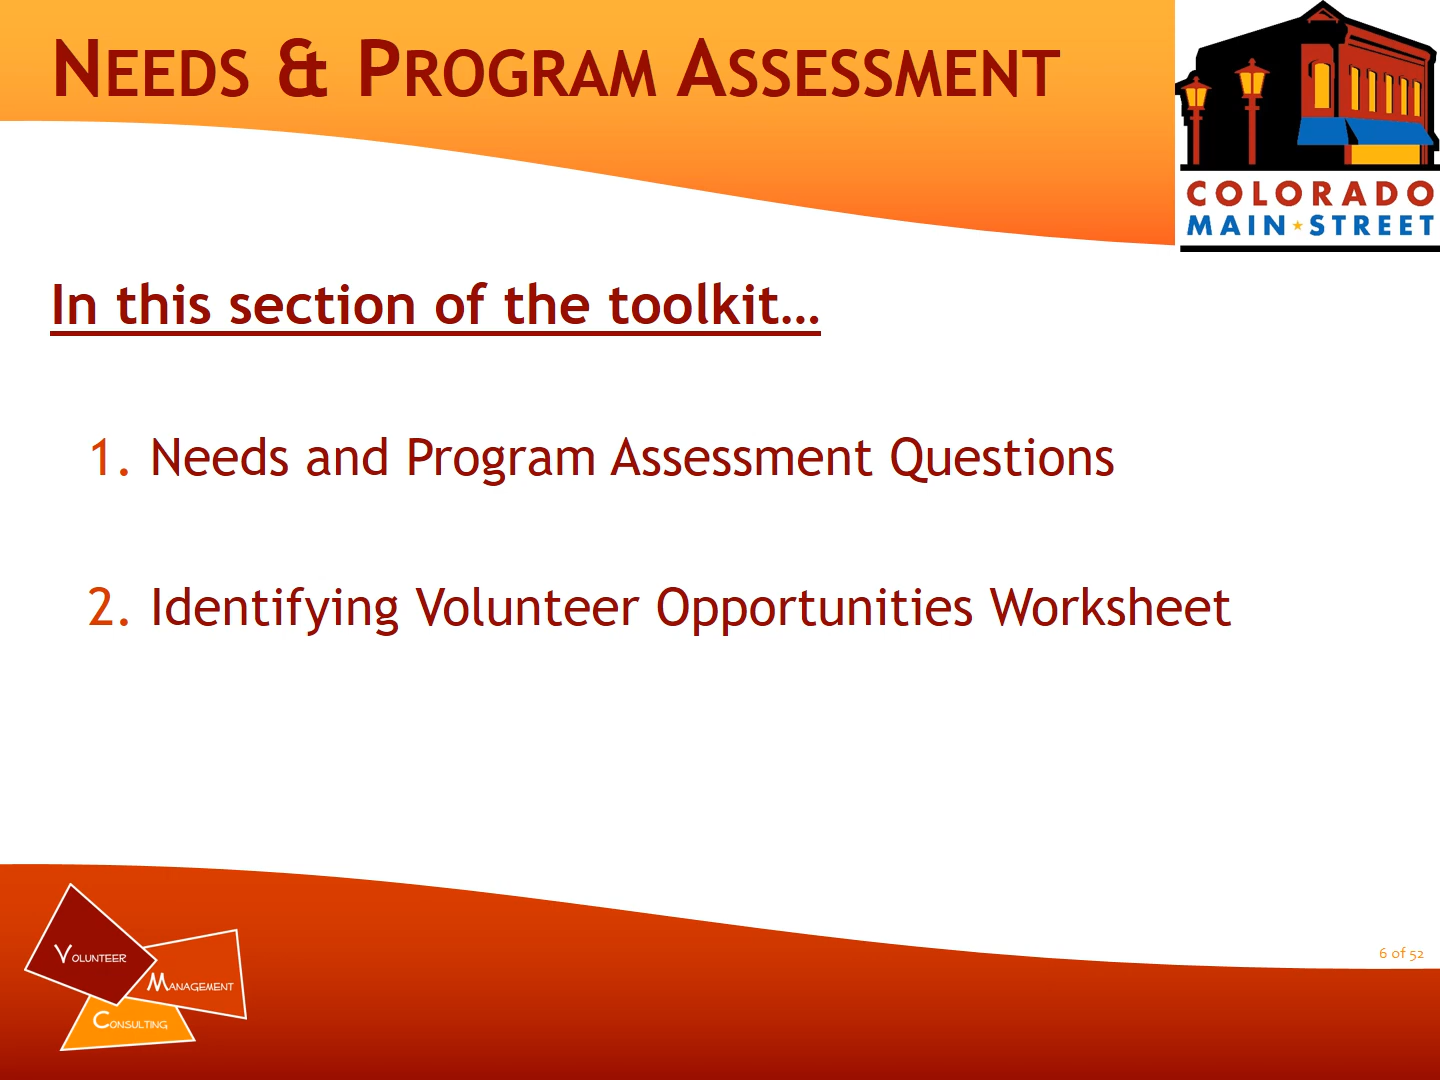 NEEDS & PROGRAM ASSESSMENT
COLORADO
MAIN STREET
In this section of the toolkit…
1. Needs and Program Assessment Questions
2. Identifying Volunteer Opportunities Worksheet
6 of 52
VOLUNTEER
MANAGEMENT
CONSULTING